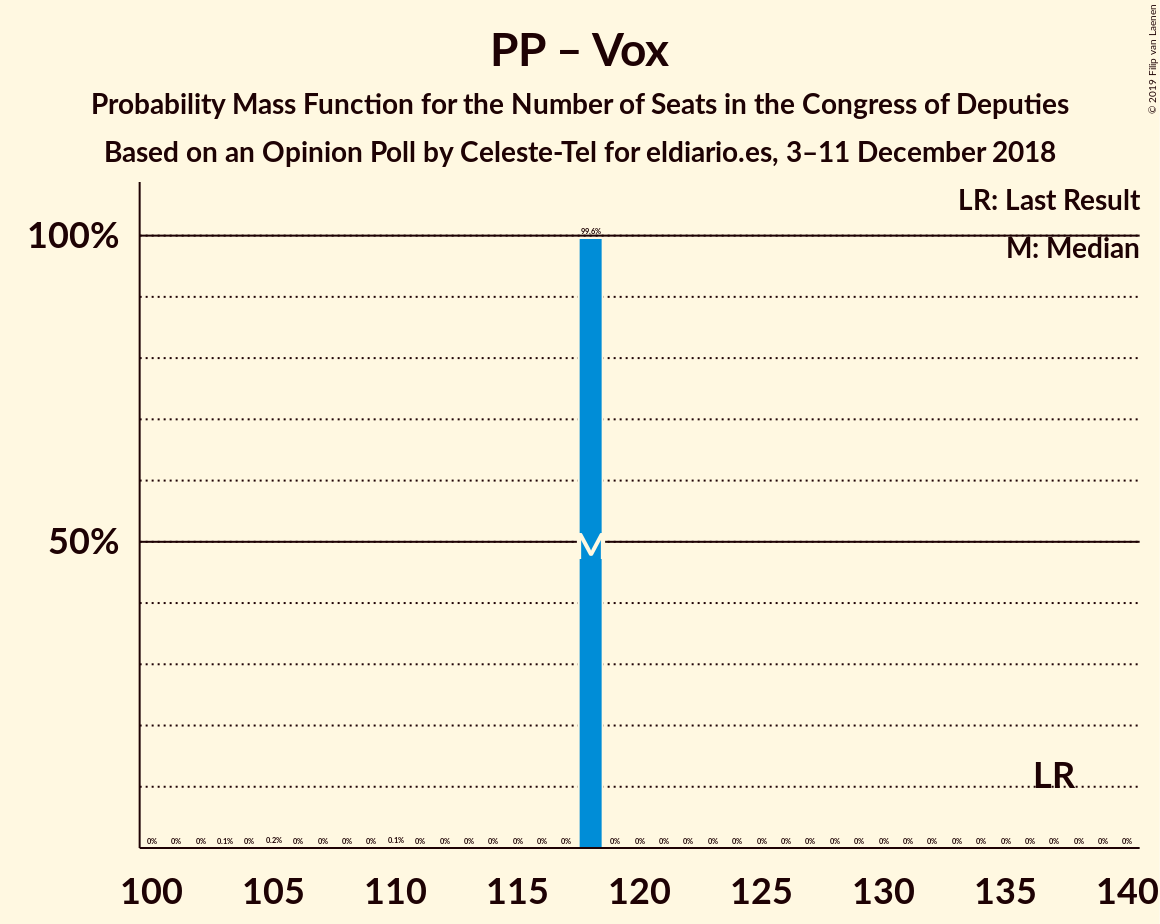 PP – Vox
Probability Mass Function for the Number of Seats in the Congress of Deputies
Based on an Opinion Poll by Celeste-Tel for eldiario.es, 3–11 December 2018
© 2019 Filip van Laenen
LR: Last Result
M: Median
100%
50%
99.6%
M
LR
0% 0% 0% 0.1% 0% 0.2% 0% 0% 0% 0% 0.1% 0% 0% 0% 0% 0% 0% 0% 0% 0% 0% 0% 0% 0% 0% 0% 0% 0% 0% 0% 0% 0% 0% 0% 0% 0% 0% 0% 0% 0%
100 105 110 115 120 125 130 135 140